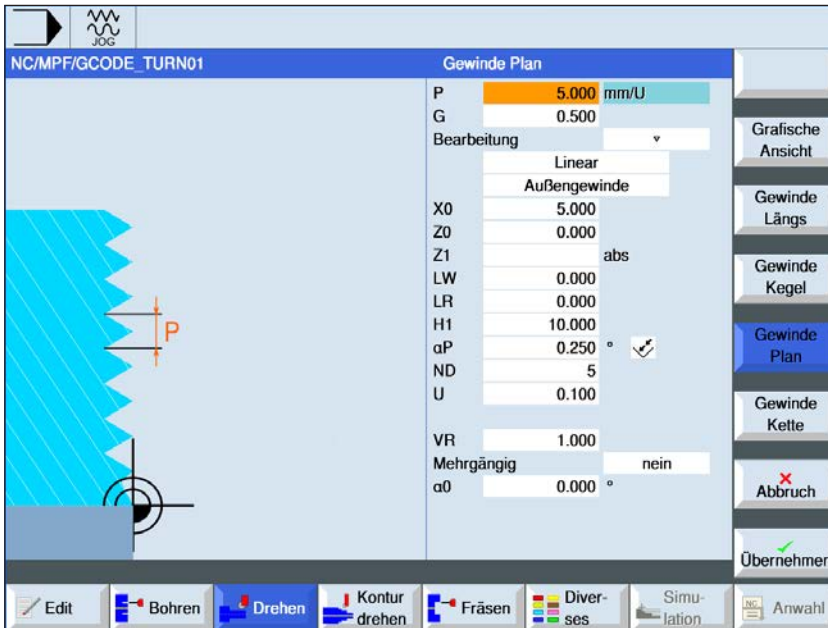 JOG
NC/MPF/GCODE_TURN01
Gewinde Plan
P 5.000 mm/U
G 0.500
Bearbeitung ▿
Linear
Außengewinde
X0 5.000
Z0 0.000
Z1 abs
LW 0.000
LR 0.000
H1 10.000
αP 0.250 °
ND 5
U 0.100
VR 1.000
Mehrgängig nein
α0 0.000 °
P
Grafische
Ansicht
Gewinde
Längs
Gewinde
Kegel
Gewinde
Plan
Gewinde
Kette
Abbruch
Übernehmen
Edit
Bohren
Drehen
Kontur
drehen
Fräsen
Diver-
ses
Simu-
lation
NC
Anwahl